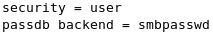 security = user
passdb backend = smbpasswd